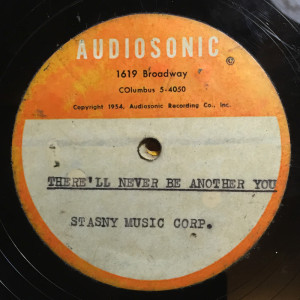 AUDIOSONIC
©
1619 Broadway
COlumbus 5-4050
Copyright 1954, Audiosonic Recording Co., Inc.
THERE'LL NEVER BE ANOTHER YOU
STASNY MUSIC CORP.